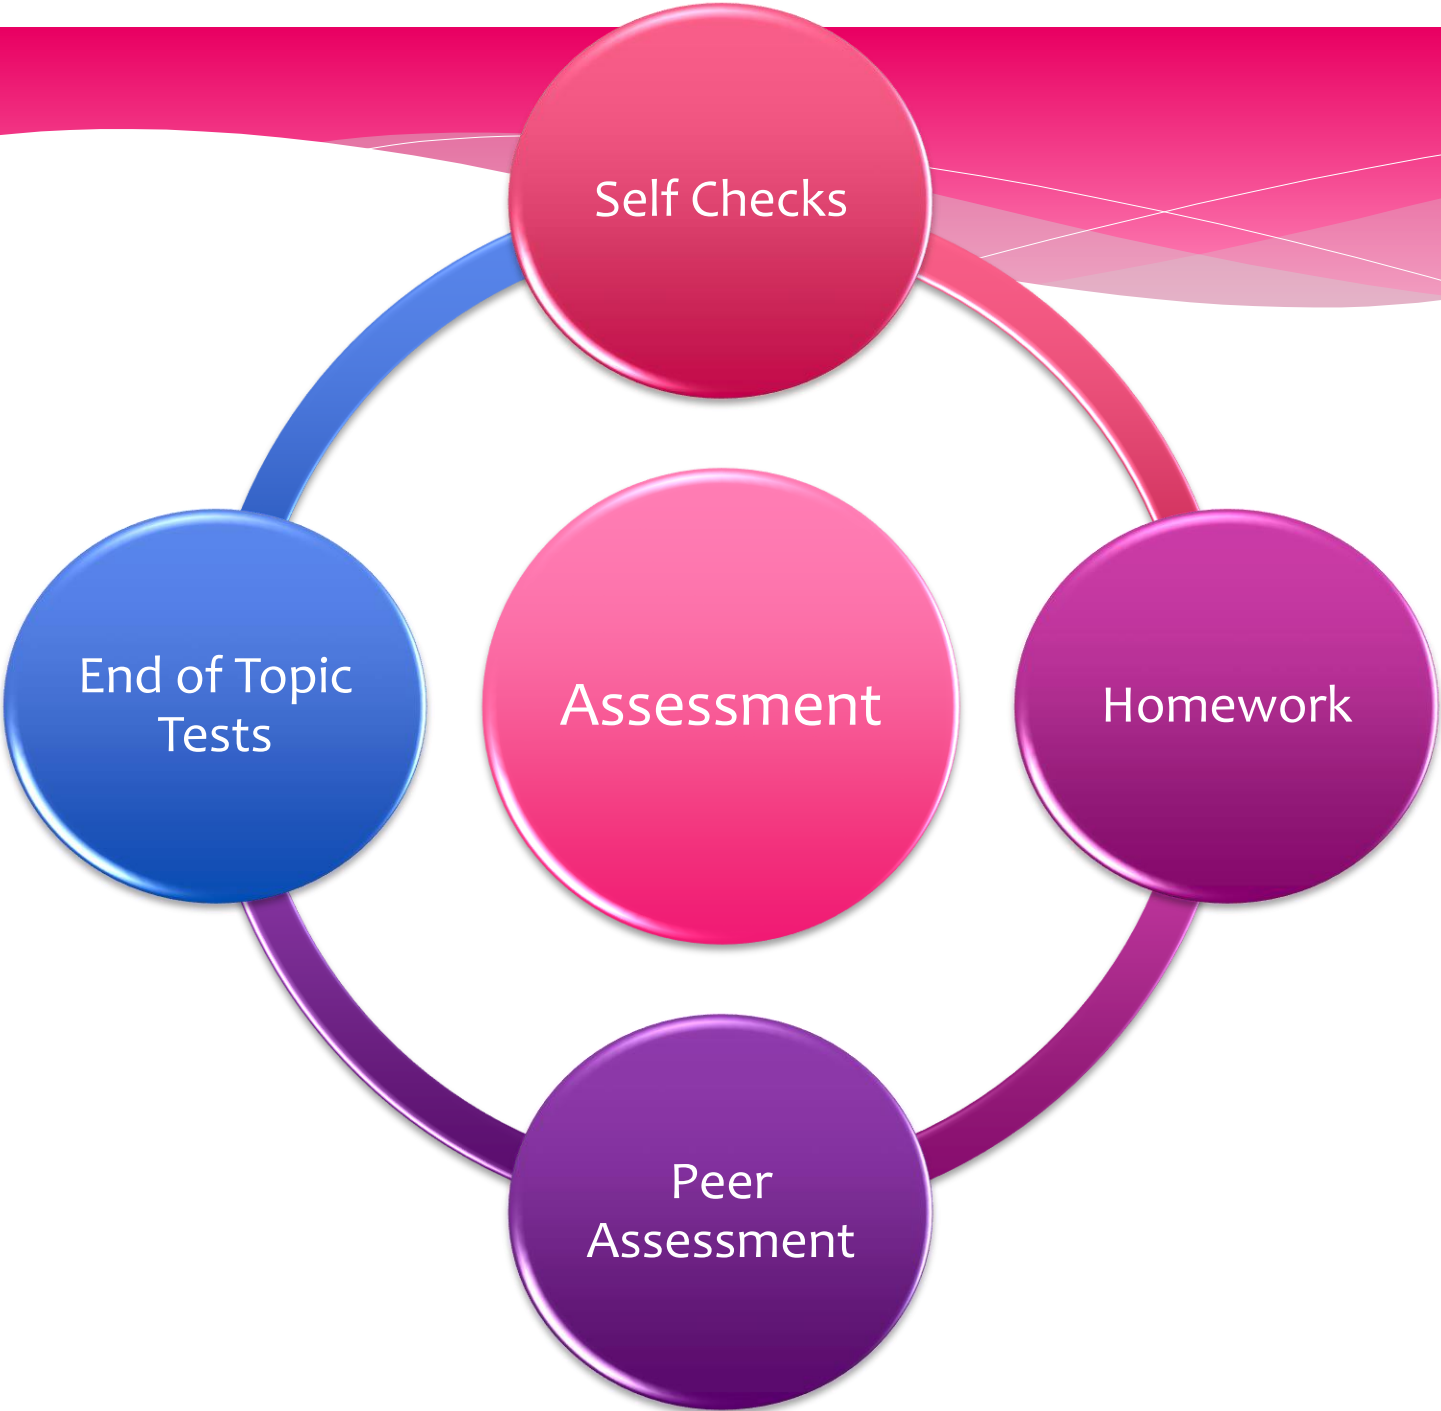 Self Checks
End of Topic
Tests
Assessment
Homework
Peer
Assessment